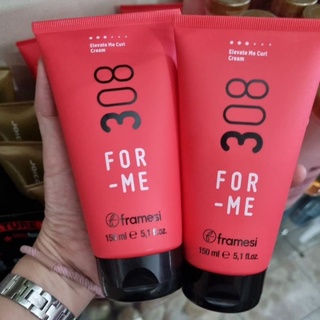 Elevate Me Curl
Cream
308
FOR
-ME
framesi
150 ml e 5,1 fl.oz.
Elevate Me Curl
Cream
308
FOR
-ME
framesi
150 ml e 5,1 fl.oz.